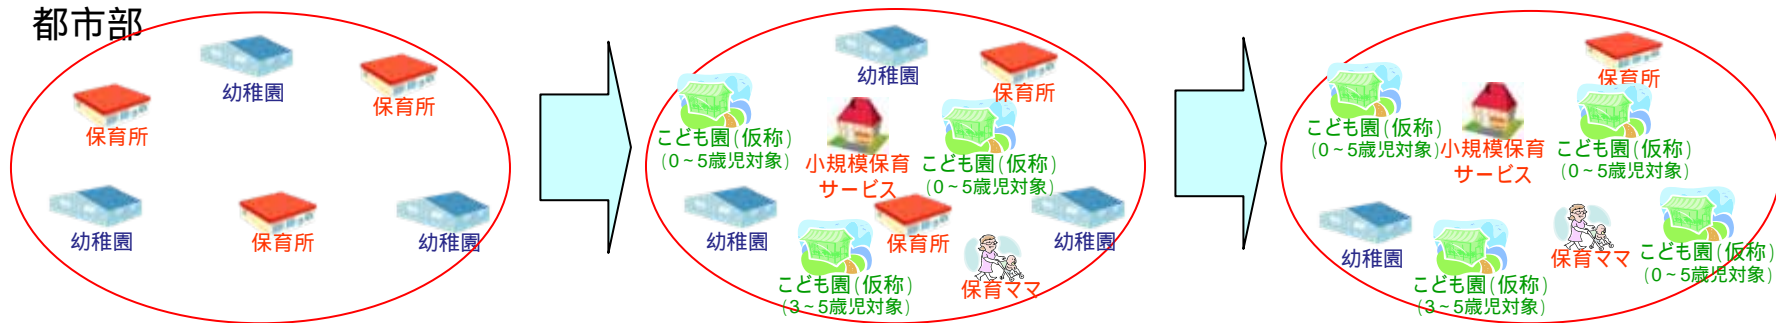 都市部
幼稚園
保育所
保育所
幼稚園
保育所
幼稚園
幼稚園
保育所
こども園(仮称)
(0~5歳児対象)
小規模保育
サービス
こども園(仮称)
(0~5歳児対象)
幼稚園
保育所
幼稚園
こども園(仮称)
(3~5歳児対象)
保育ママ
保育所
こども園(仮称)
(0~5歳児対象)
小規模保育
サービス
こども園(仮称)
(0~5歳児対象)
幼稚園
保育ママ
こども園(仮称)
(0~5歳児対象)
こども園(仮称)
(3~5歳児対象)